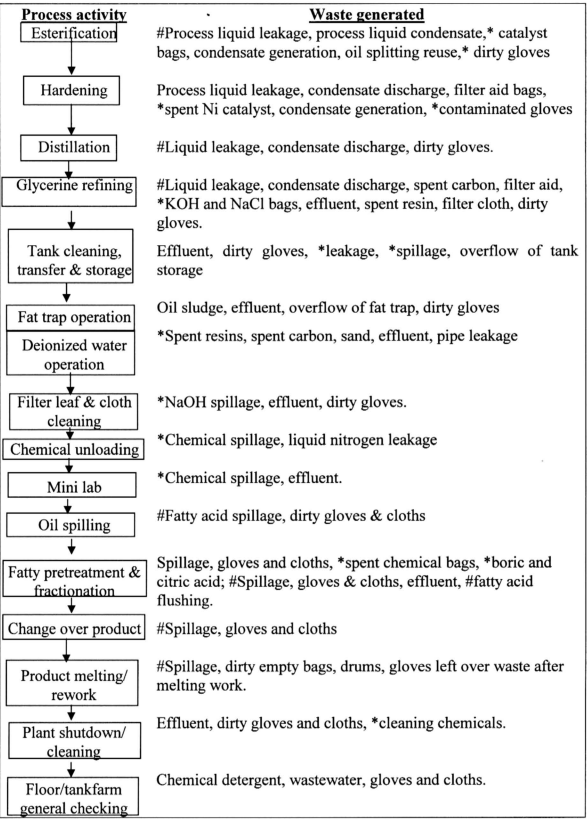 Process activity Waste generated
Esterification #Process liquid leakage, process liquid condensate,* catalyst
bags, condensate generation, oil splitting reuse,* dirty gloves
Hardening Process liquid leakage, condensate discharge, filter aid bags,
*spent Ni catalyst, condensate generation, *contaminated gloves
Distillation #Liquid leakage, condensate discharge, dirty gloves.
Glycerine refining #Liquid leakage, condensate discharge, spent carbon, filter aid,
*KOH and NaCl bags, effluent, spent resin, filter cloth, dirty
gloves.
Tank cleaning, Effluent, dirty gloves, *leakage, *spillage, overflow of tank
transfer & storage storage
Fat trap operation Oil sludge, effluent, overflow of fat trap, dirty gloves
Deionized water *Spent resins, spent carbon, sand, effluent, pipe leakage
operation
Filter leaf & cloth *NaOH spillage, effluent, dirty gloves.
cleaning
Chemical unloading *Chemical spillage, liquid nitrogen leakage
Mini lab *Chemical spillage, effluent.
Oil spilling #Fatty acid spillage, dirty gloves & cloths
Fatty pretreatment & Spillage, gloves and cloths, *spent chemical bags, *boric and
fractionation citric acid; #Spillage, gloves & cloths, effluent, #fatty acid
flushing.
Change over product #Spillage, gloves and cloths
Product melting/ #Spillage, dirty empty bags, drums, gloves left over waste after
rework melting work.
Plant shutdown/ Effluent, dirty gloves and cloths, *cleaning chemicals.
cleaning
Floor/tankfarm Chemical detergent, wastewater, gloves and cloths.
general checking